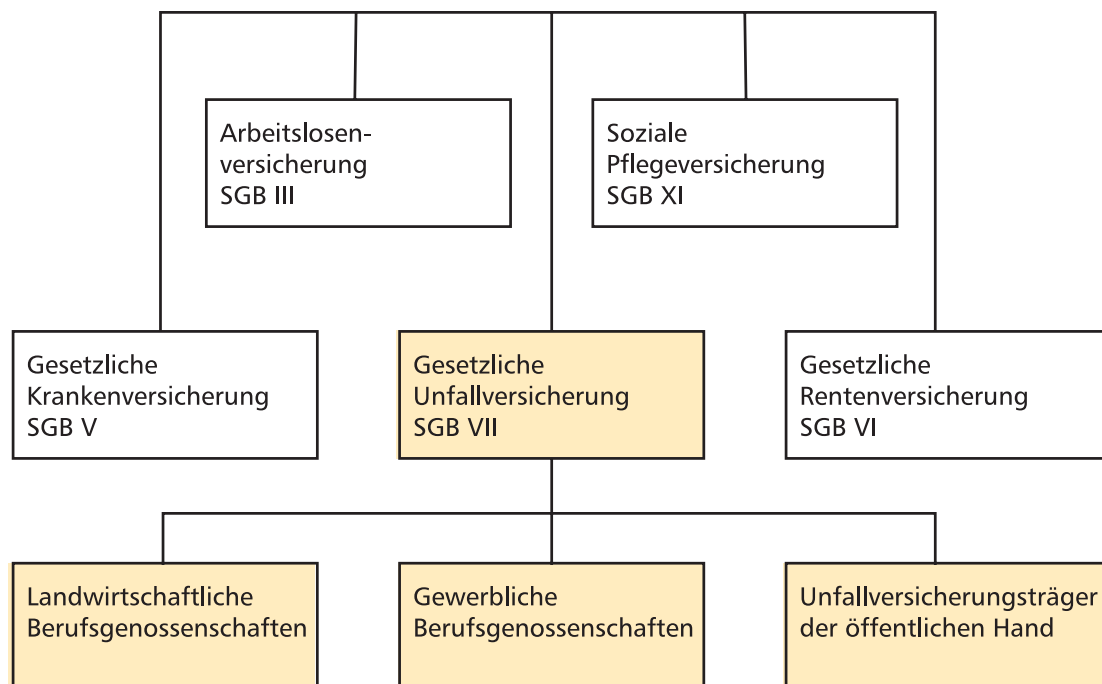 Arbeitslosen-
versicherung
SGB III
Soziale
Pflegeversicherung
SGB XI
Gesetzliche
Krankenversicherung
SGB V
Gesetzliche
Unfallversicherung
SGB VII
Gesetzliche
Rentenversicherung
SGB VI
Landwirtschaftliche
Berufsgenossenschaften
Gewerbliche
Berufsgenossenschaften
Unfallversicherungsträger
der öffentlichen Hand